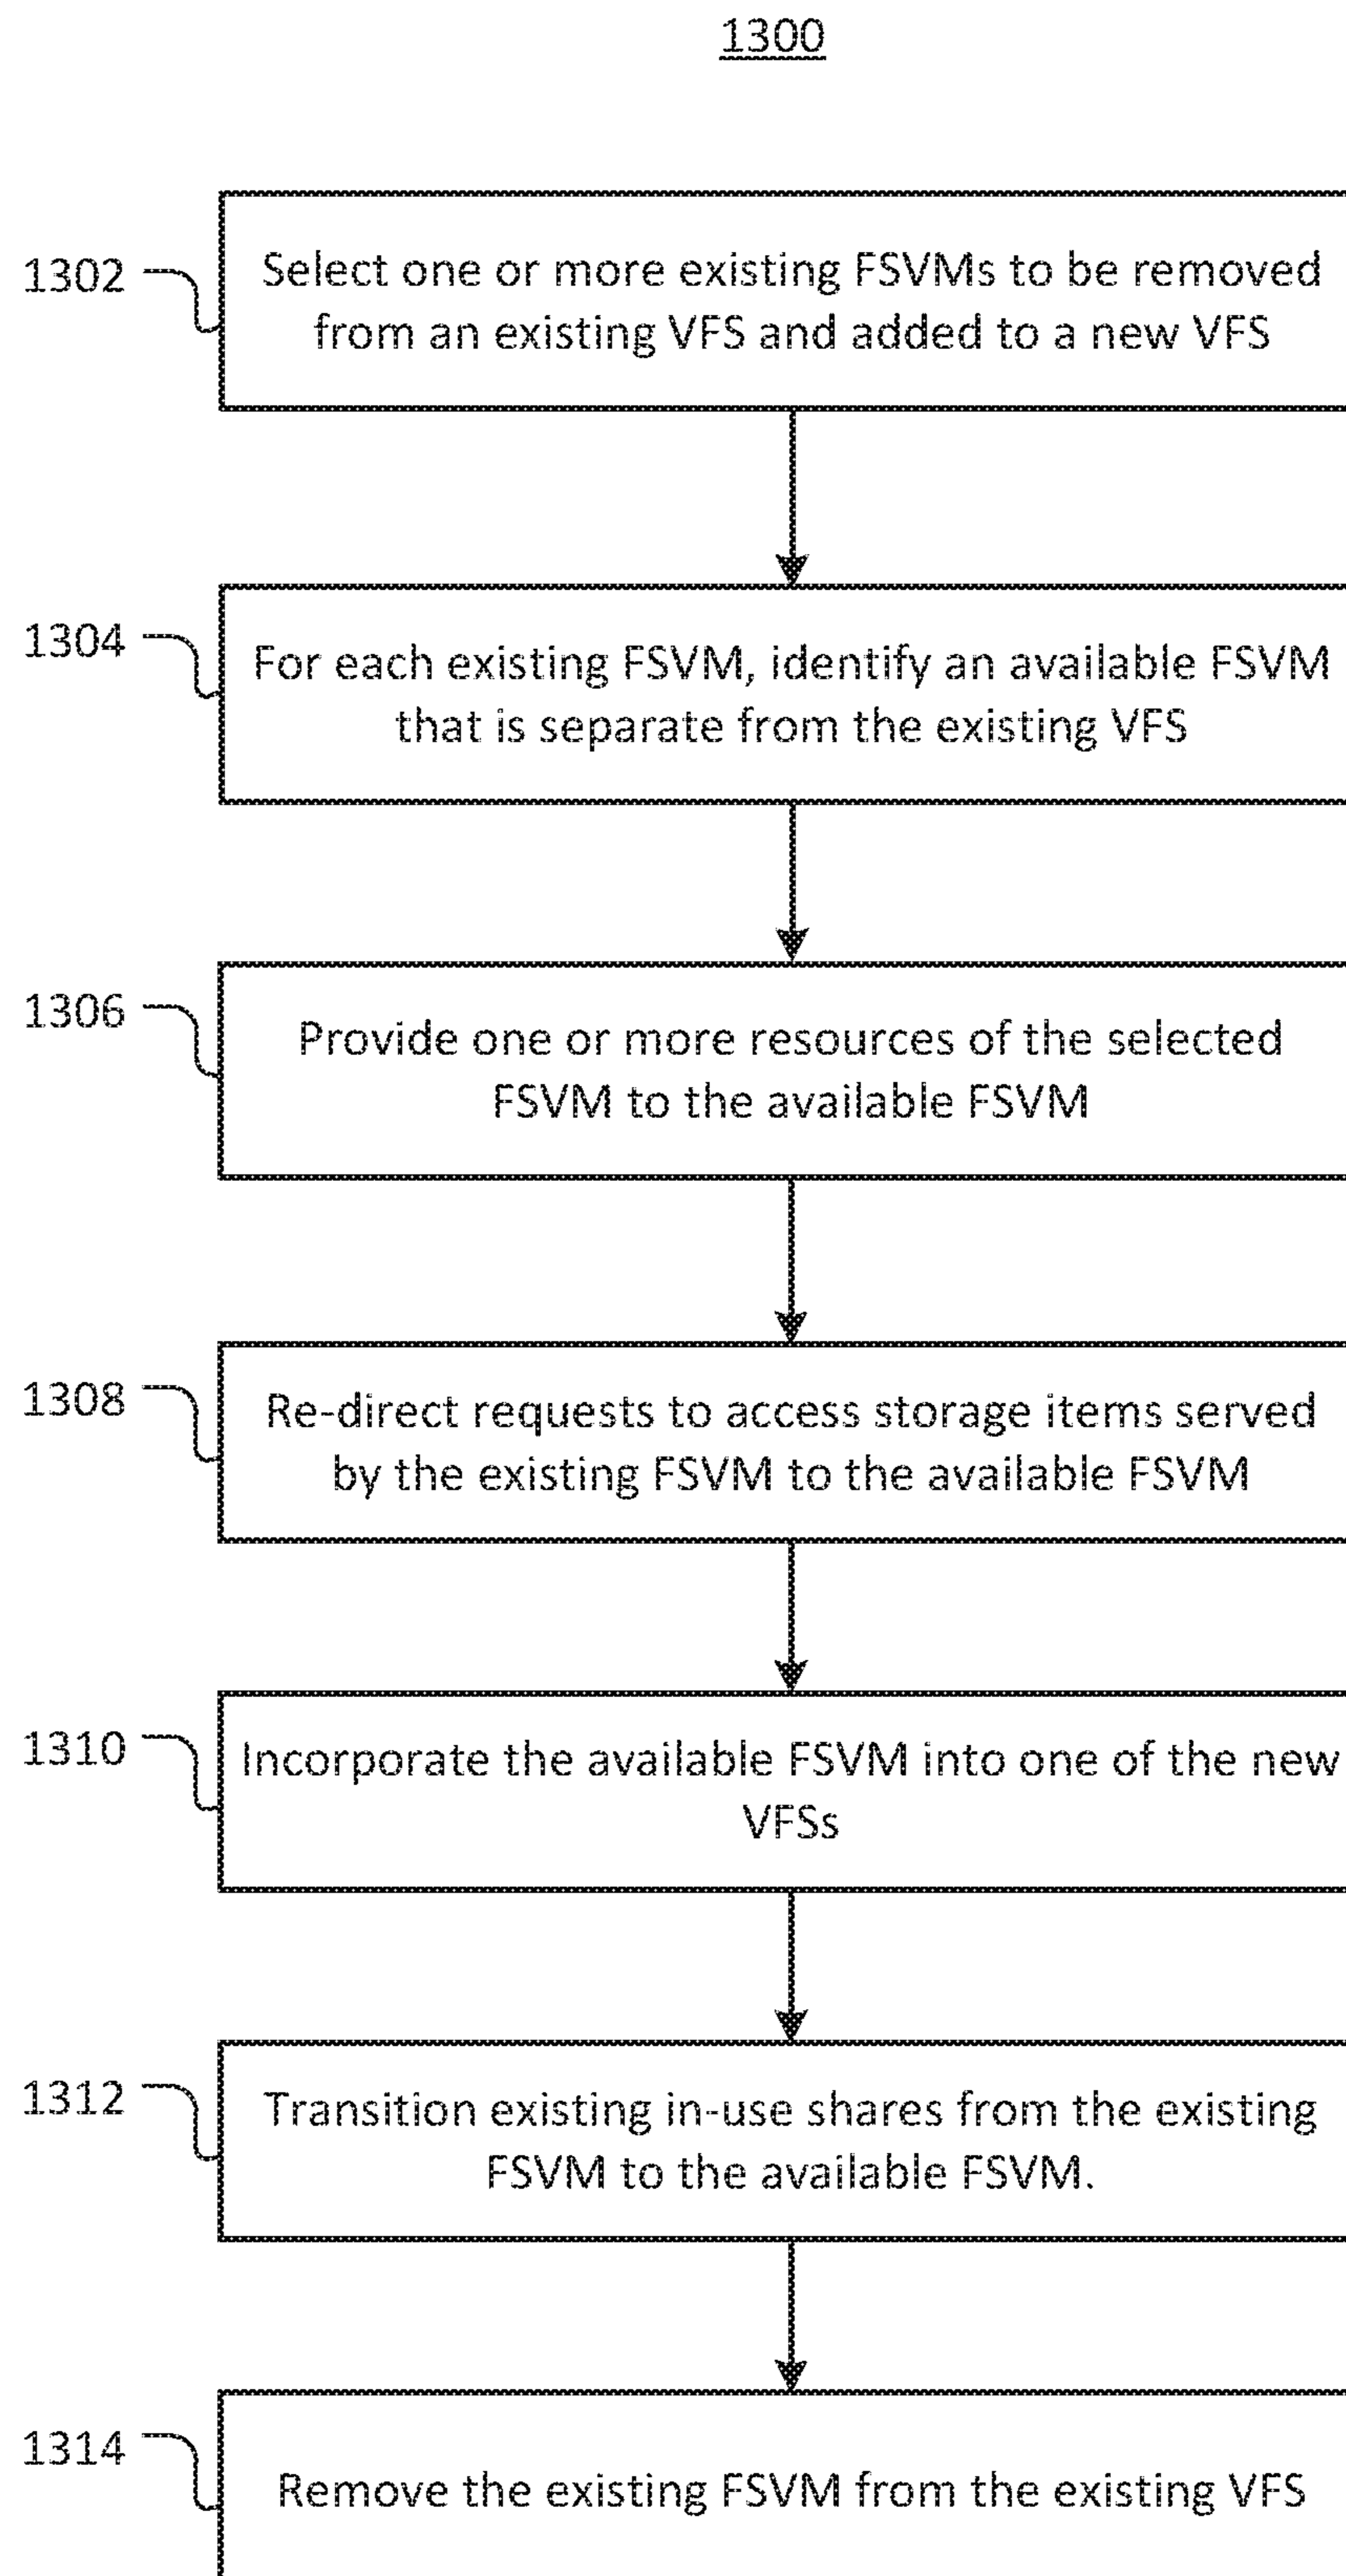 1300
1302
Select one or more existing FSVMs to be removed
from an existing VFS and added to a new VFS
1304
For each existing FSVM, identify an available FSVM
that is separate from the existing VFS
1306
Provide one or more resources of the selected
FSVM to the available FSVM
1308
Re-direct requests to access storage items served
by the existing FSVM to the available FSVM
1310
Incorporate the available FSVM into one of the new
VFSs
1312
Transition existing in-use shares from the existing
FSVM to the available FSVM.
1314
Remove the existing FSVM from the existing VFS